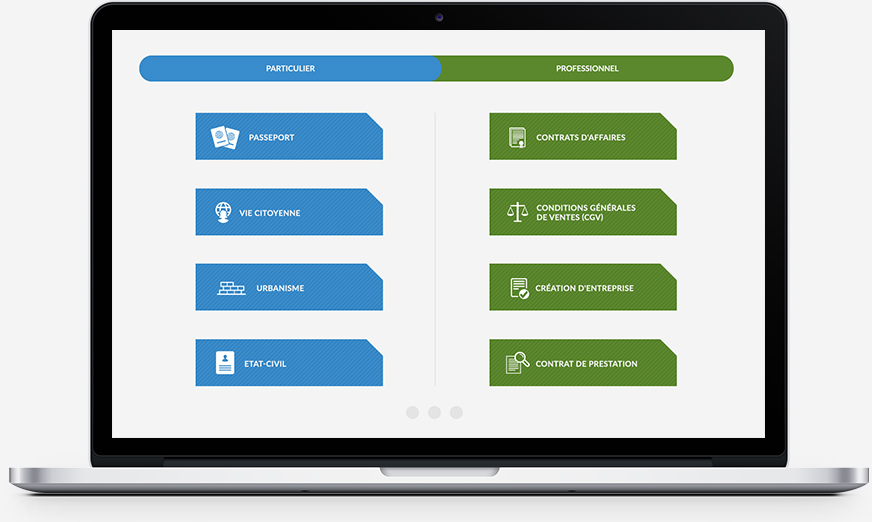 PARTICULIER
PROFESSIONNEL
PASSEPORT
VIE CITOYENNE
URBANISME
ETAT-CIVIL
CONTRATS D'AFFAIRES
CONDITIONS GÉNÉRALES
DE VENTES (CGV)
CRÉATION D'ENTREPRISE
CONTRAT DE PRESTATION